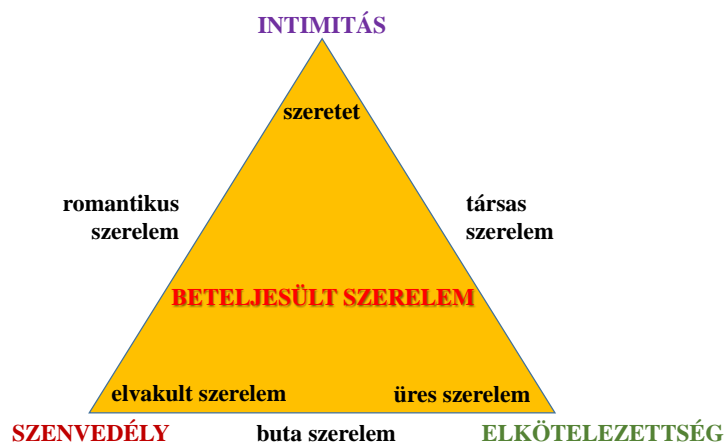 INTIMITÁS
szeretet
romantikus
szerelem
társas
szerelem
BETELJESÜLT SZERELEM
elvakult szerelem
üres szerelem
SZENVEDÉLY
buta szerelem
ELKÖTELEZETTSÉG